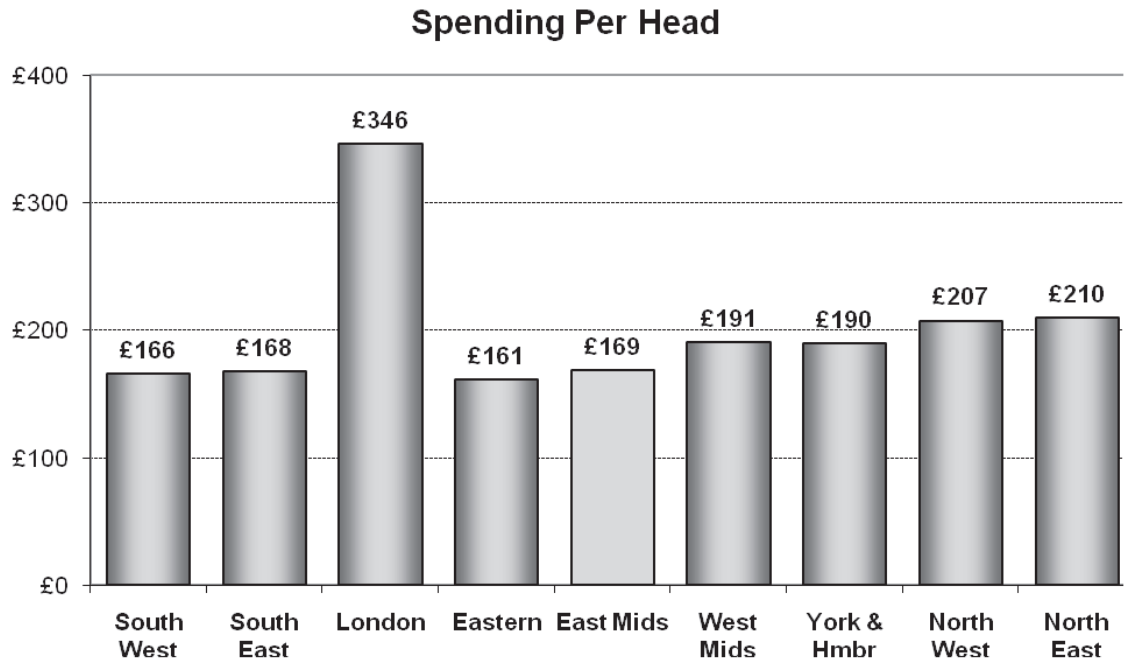 Spending Per Head
£400
£300
£200
£100
£0
£166
£168
£346
£161
£169
£191
£190
£207
£210
South West
South East
London
Eastern
East Mids
West Mids
York & Hmbr
North West
North East